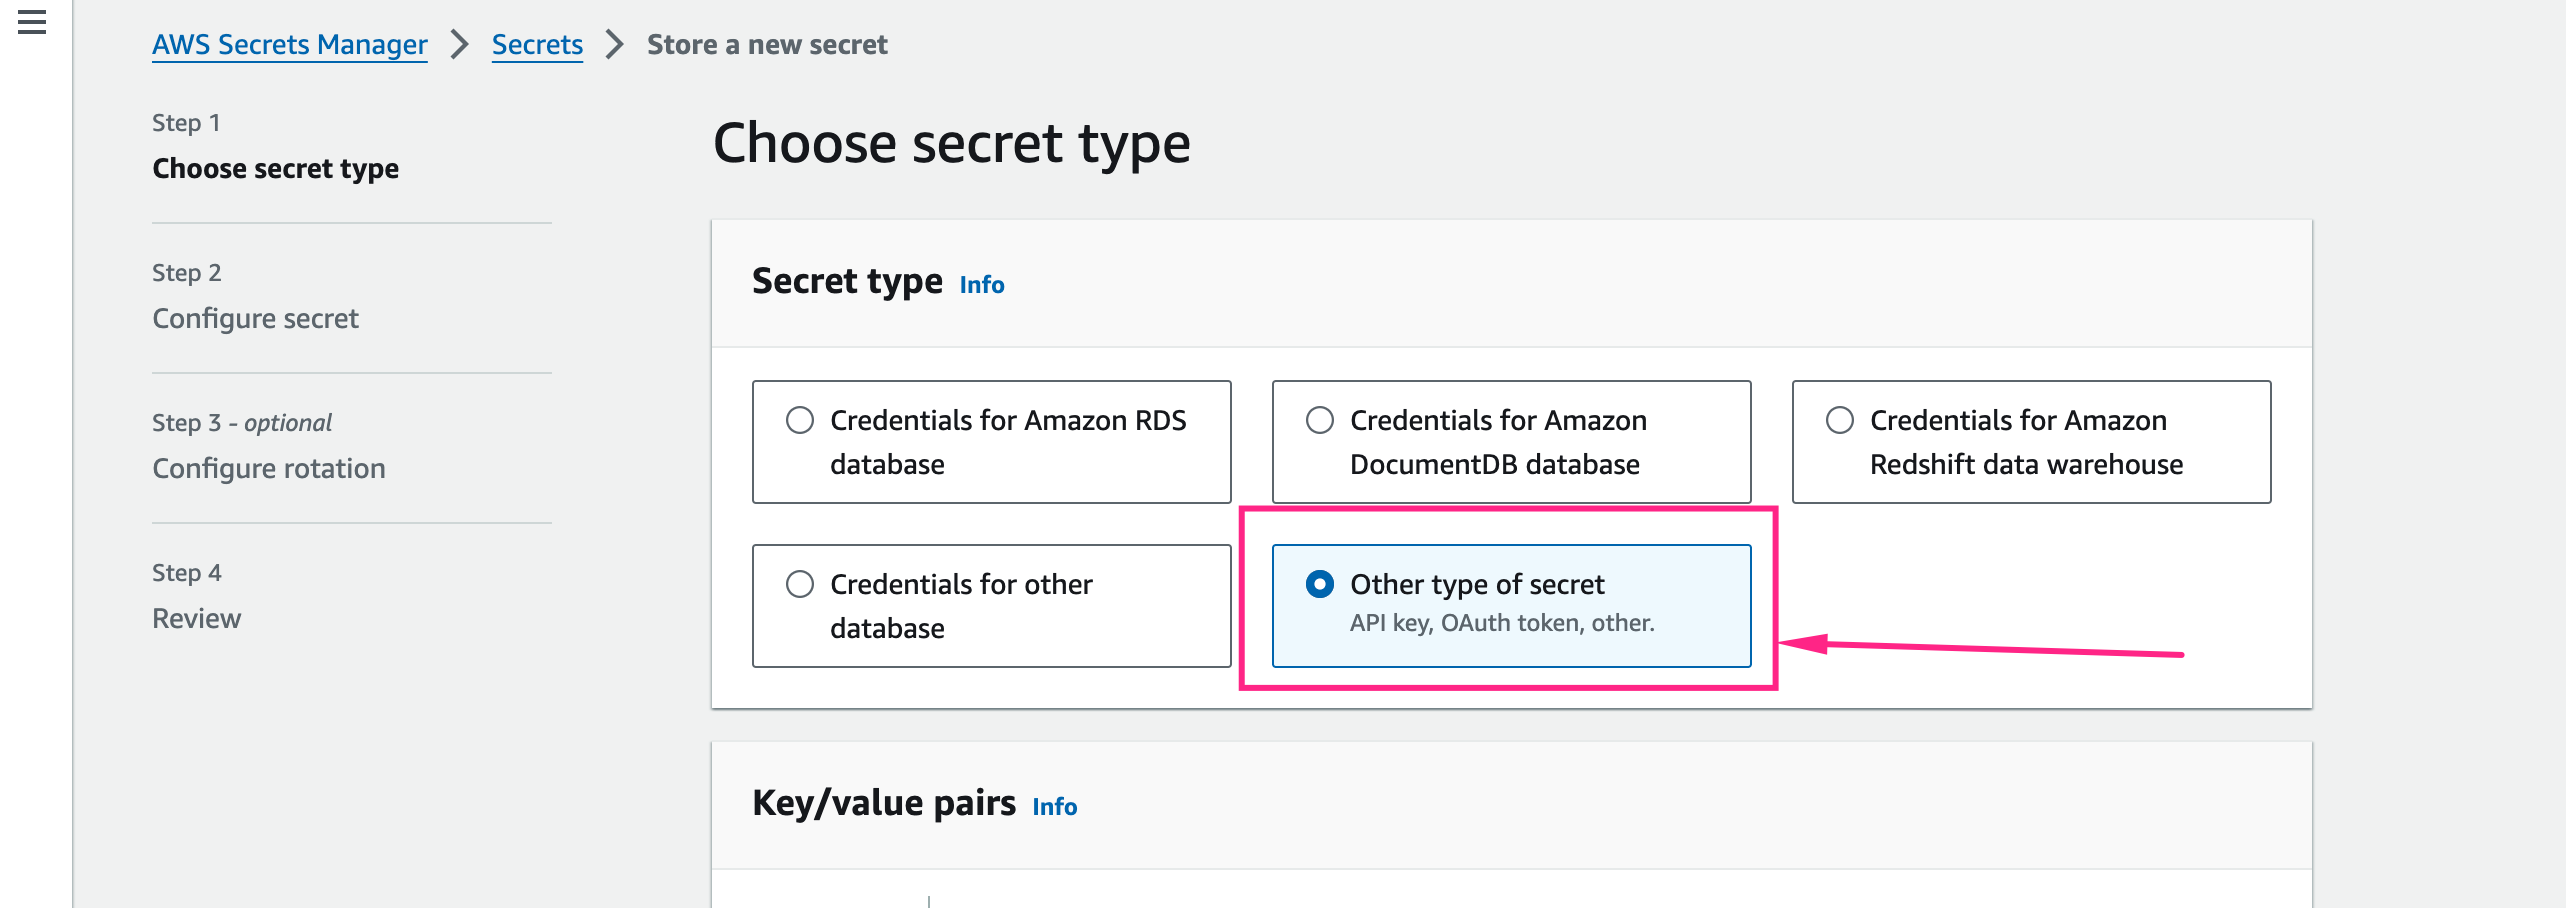 AWS Secrets Manager > Secrets > Store a new secret
Step 1
Choose secret type
Step 2
Configure secret
Step 3 - optional
Configure rotation
Step 4
Review
Choose secret type
Secret type Info
Credentials for Amazon RDS
database
Credentials for Amazon
DocumentDB database
Credentials for Amazon
Redshift data warehouse
Credentials for other
database
Other type of secret
API key, OAuth token, other.
Key/value pairs Info